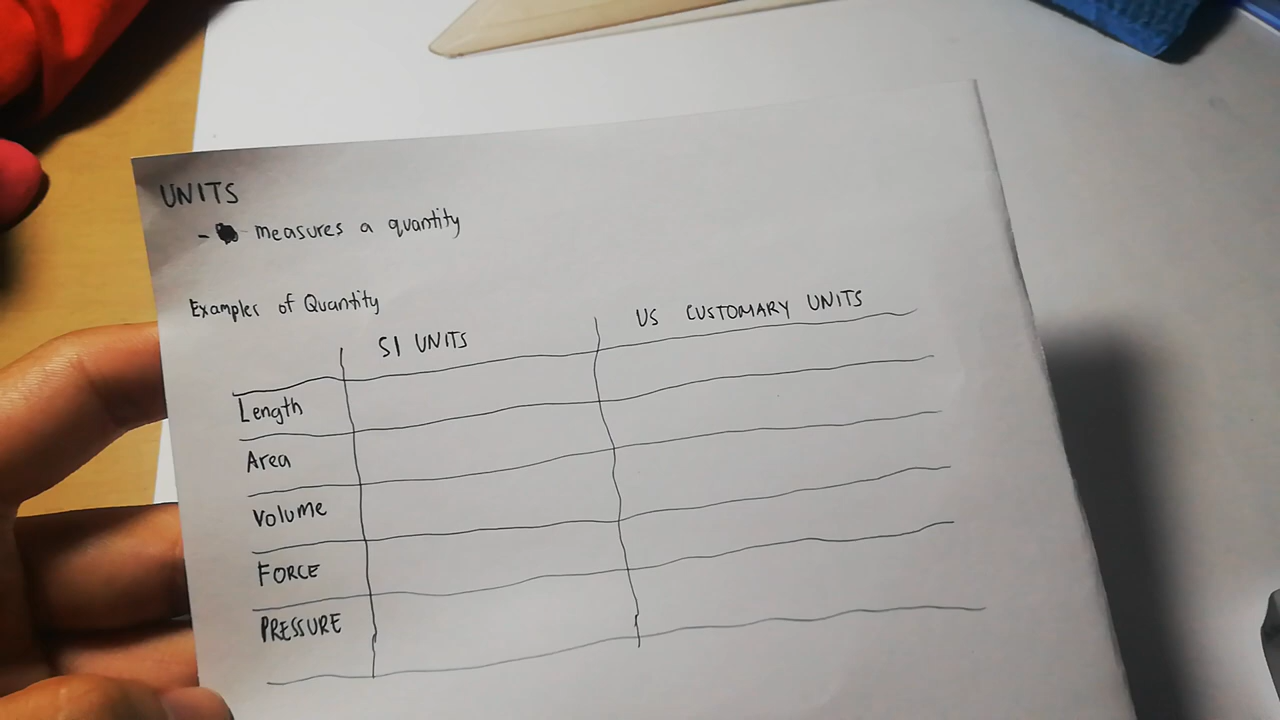 UNITS
- measures a quantity
Examples of Quantity
SI UNITS US CUSTOMARY UNITS
Length
Area
Volume
FORCE
PRESSURE